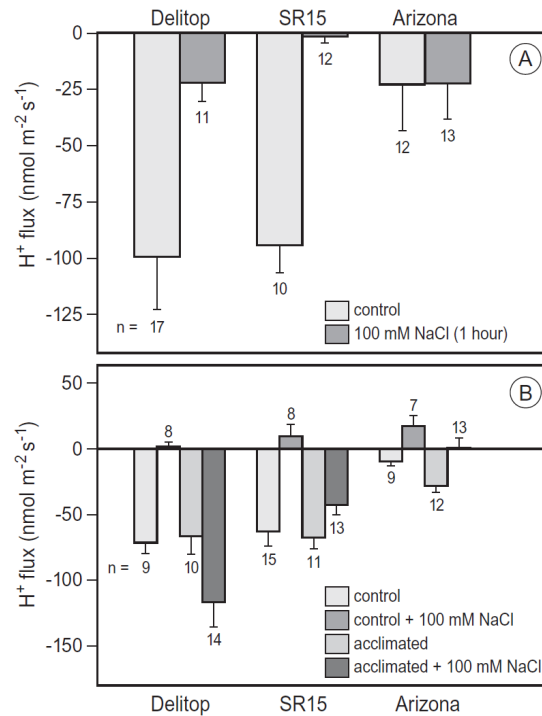 Delitop SR15 Arizona
A
0
-25
-50
-75
-100
-125
H+ flux (nmol m-2 s-1)
12
11
12
13
10
n = 17
control
100 mM NaCl (1 hour)
B
50
0
-50
-100
-150
H+ flux (nmol m-2 s-1)
8
8
7
13
9
12
n = 9
10
15
11
13
14
control
control + 100 mM NaCl
acclimated
acclimated + 100 mM NaCl
Delitop SR15 Arizona